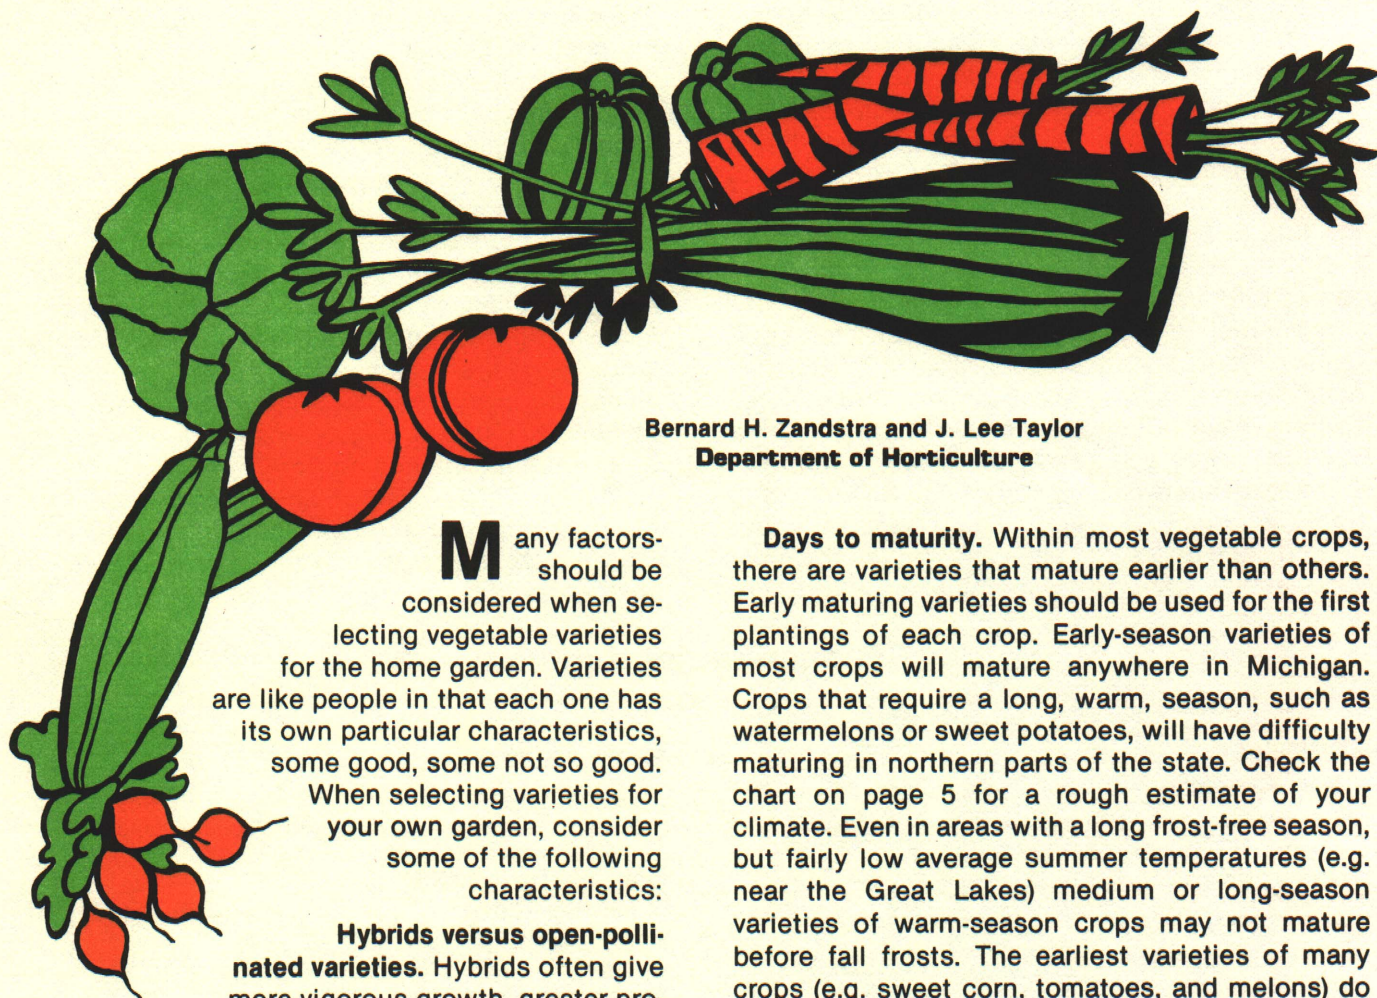 Bernard H. Zandstra and J. Lee Taylor
Department of Horticulture
Many factors-
should be
considered when se-
lecting vegetable varieties
for the home garden. Varieties
are like people in that each one has
its own particular characteristics,
some good, some not so good.
When selecting varieties for
your own garden, consider
some of the following
characteristics:
Hybrids versus open-polli-
nated varieties. Hybrids often give
more vigorous growth, greater pro-
Days to maturity. Within most vegetable crops,
there are varieties that mature earlier than others.
Early maturing varieties should be used for the first
plantings of each crop. Early-season varieties of
most crops will mature anywhere in Michigan.
Crops that require a long, warm, season, such as
watermelons or sweet potatoes, will have difficulty
maturing in northern parts of the state. Check the
chart on page 5 for a rough estimate of your
climate. Even in areas with a long frost-free season,
but fairly low average summer temperatures (e.g.
near the Great Lakes) medium or long-season
varieties of warm-season crops may not mature
before fall frosts. The earliest varieties of many
crops (e.g. sweet corn, tomatoes, and melons) do